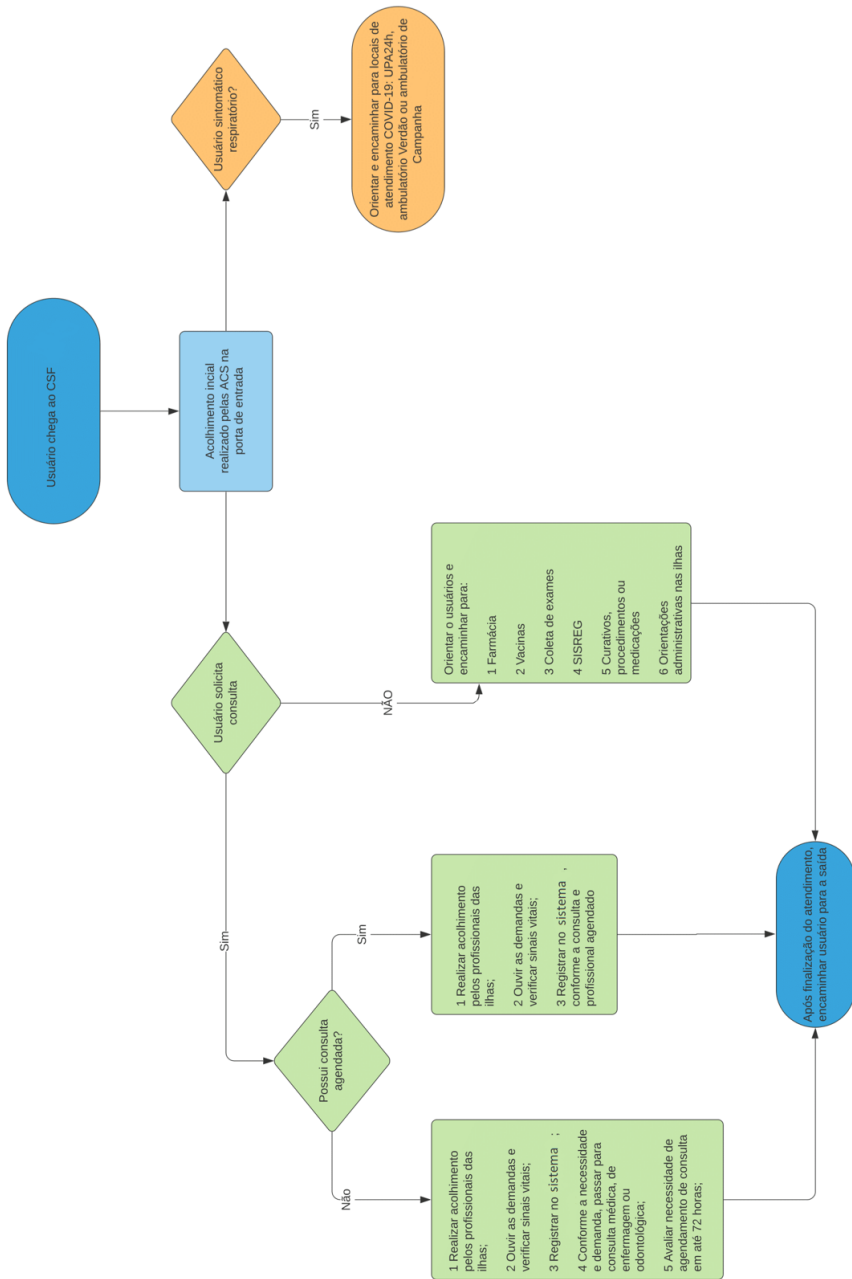 Usuário chega ao CSF
Acolhimento incial
realizado pelas ACS na
porta de entrada
Usuário sintomático
respiratório?
Sim
Orientar e encaminhar para locais de
atendimento COVID-19: UPA24h,
ambulatório Verdão ou ambulatório de
Campanha
Usuário solicita
consulta
NÃO
Orientar o usuários e
encaminhar para:
1 Farmácia
2 Vacinas
3 Coleta de exames
4 SISREG
5 Curativos,
procedimentos ou
medicações
6 Orientações
administrativas nas ilhas
Sim
Possui consulta
agendada?
Sim
1 Realizar acolhimento
pelos profissionais das
ilhas;
2 Ouvir as demandas e
verificar sinais vitais;
3 Registrar no sistema ,
conforme a consulta e
profissional agendado
Não
1 Realizar acolhimento
pelos profissionais das
ilhas;
2 Ouvir as demandas e
verificar sinais vitais;
3 Registrar no sistema ;
4 Conforme a necessidade
e demanda, passar para
consulta médica, de
enfermagem ou
odontológica;
5 Avaliar necessidade de
agendamento de consulta
em até 72 horas;
Após finalização do atendimento,
encaminhar usuário para a saída